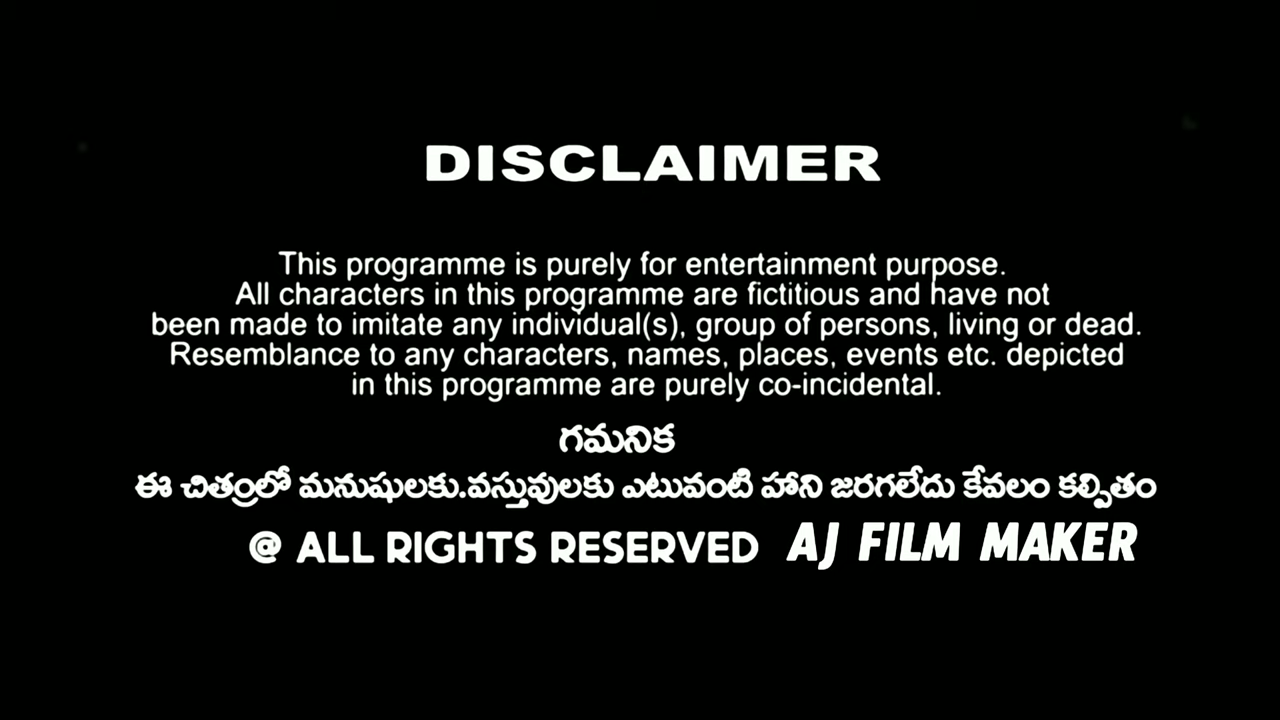 DISCLAIMER
This programme is purely for entertainment purpose.
All characters in this programme are fictitious and have not
been made to imitate any individual(s), group of persons, living or dead.
Resemblance to any characters, names, places, events etc. depicted
in this programme are purely co-incidental.
గమనిక
ఈ చిత్రంలో మనుషులకు.వస్తువులకు ఎటువంటి హాని జరగలేదు కేవలం కల్పితం
@ ALL RIGHTS RESERVED AJ FILM MAKER